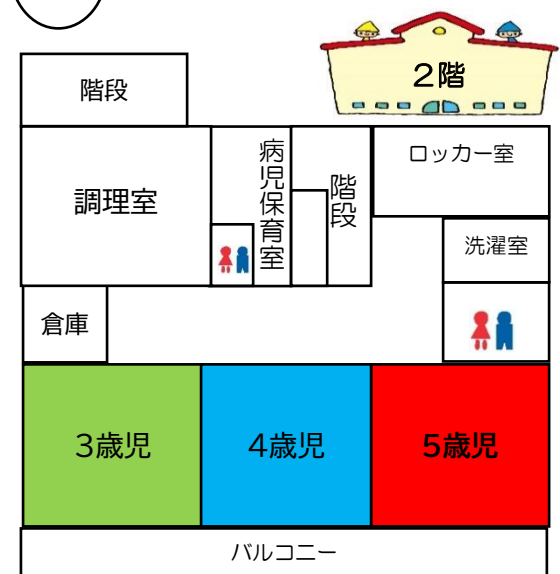 2階
階段
調理室
病児保育室
階段
ロッカー室
洗濯室
倉庫
3歳児
4歳児
5歳児
バルコニー